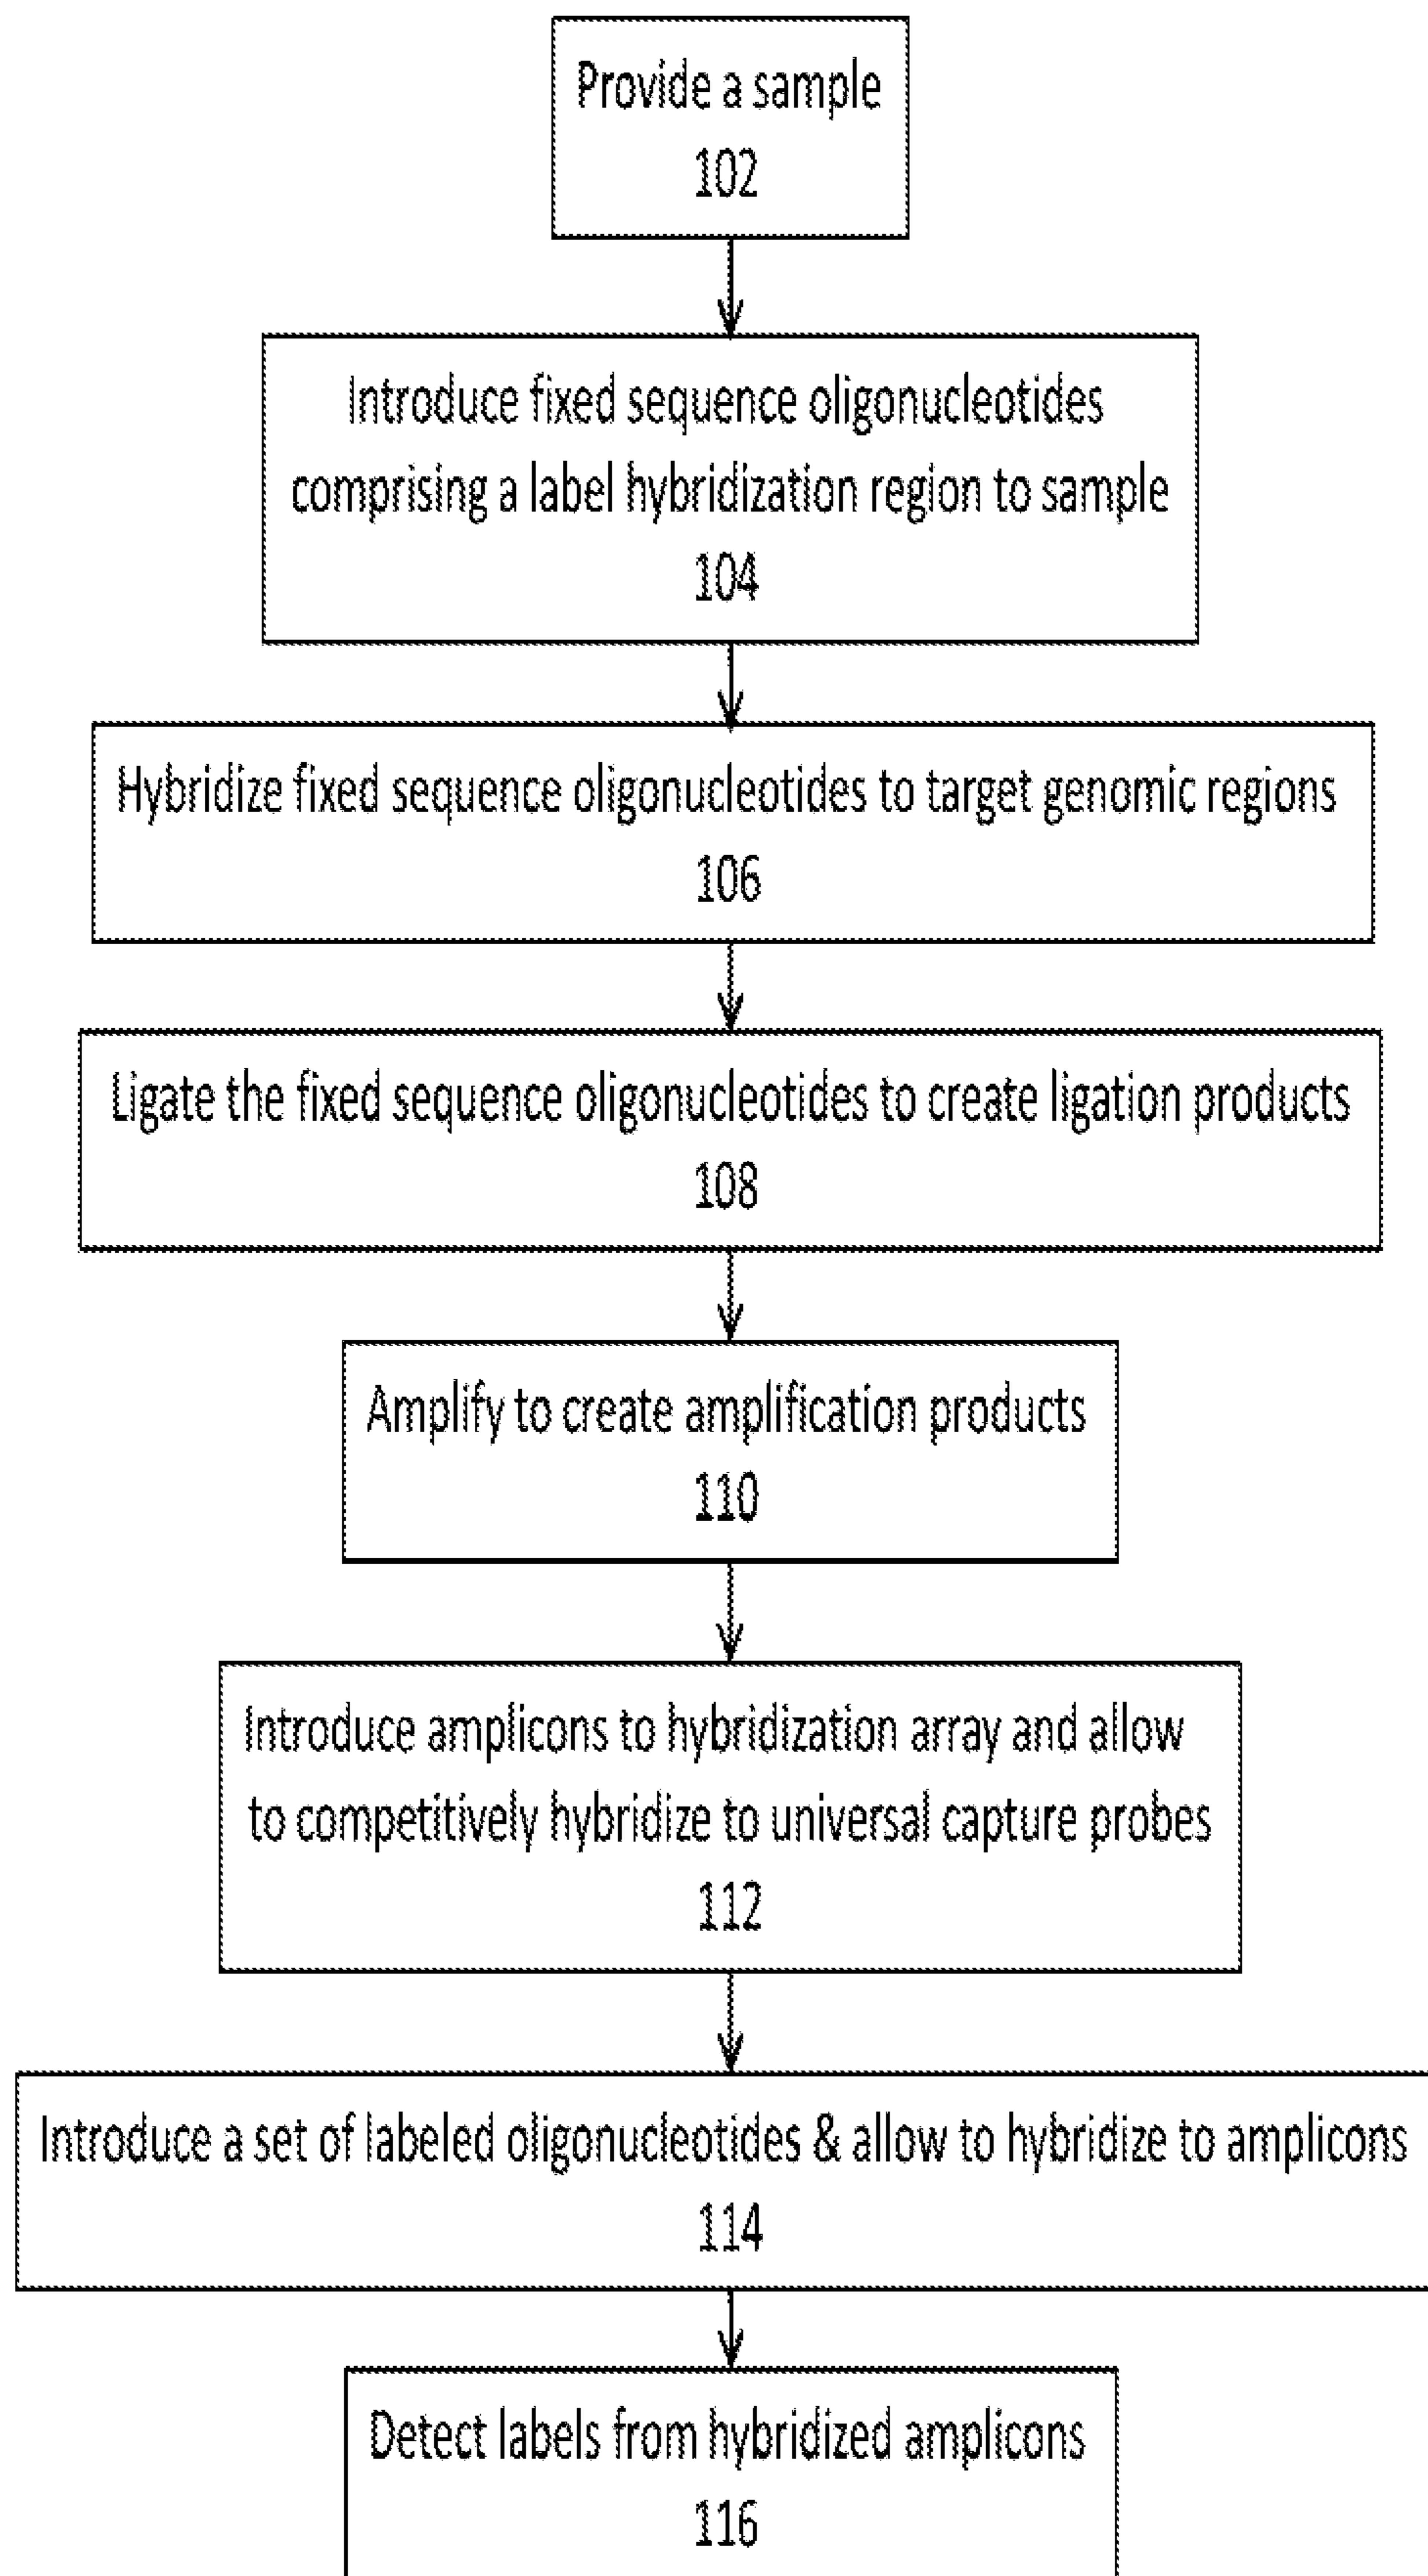 Provide a sample
102
Introduce fixed sequence oligonucleotides
comprising a label hybridization region to sample
104
Hybridize fixed sequence oligonucleotides to target genomic regions
106
Ligate the fixed sequence oligonucleotides to create ligation products
108
Amplify to create amplification products
110
Introduce amplicons to hybridization array and allow
to competitively hybridize to universal capture probes
112
Introduce a set of labeled oligonucleotides & allow to hybridize to amplicons
114
Detect labels from hybridized amplicons
116